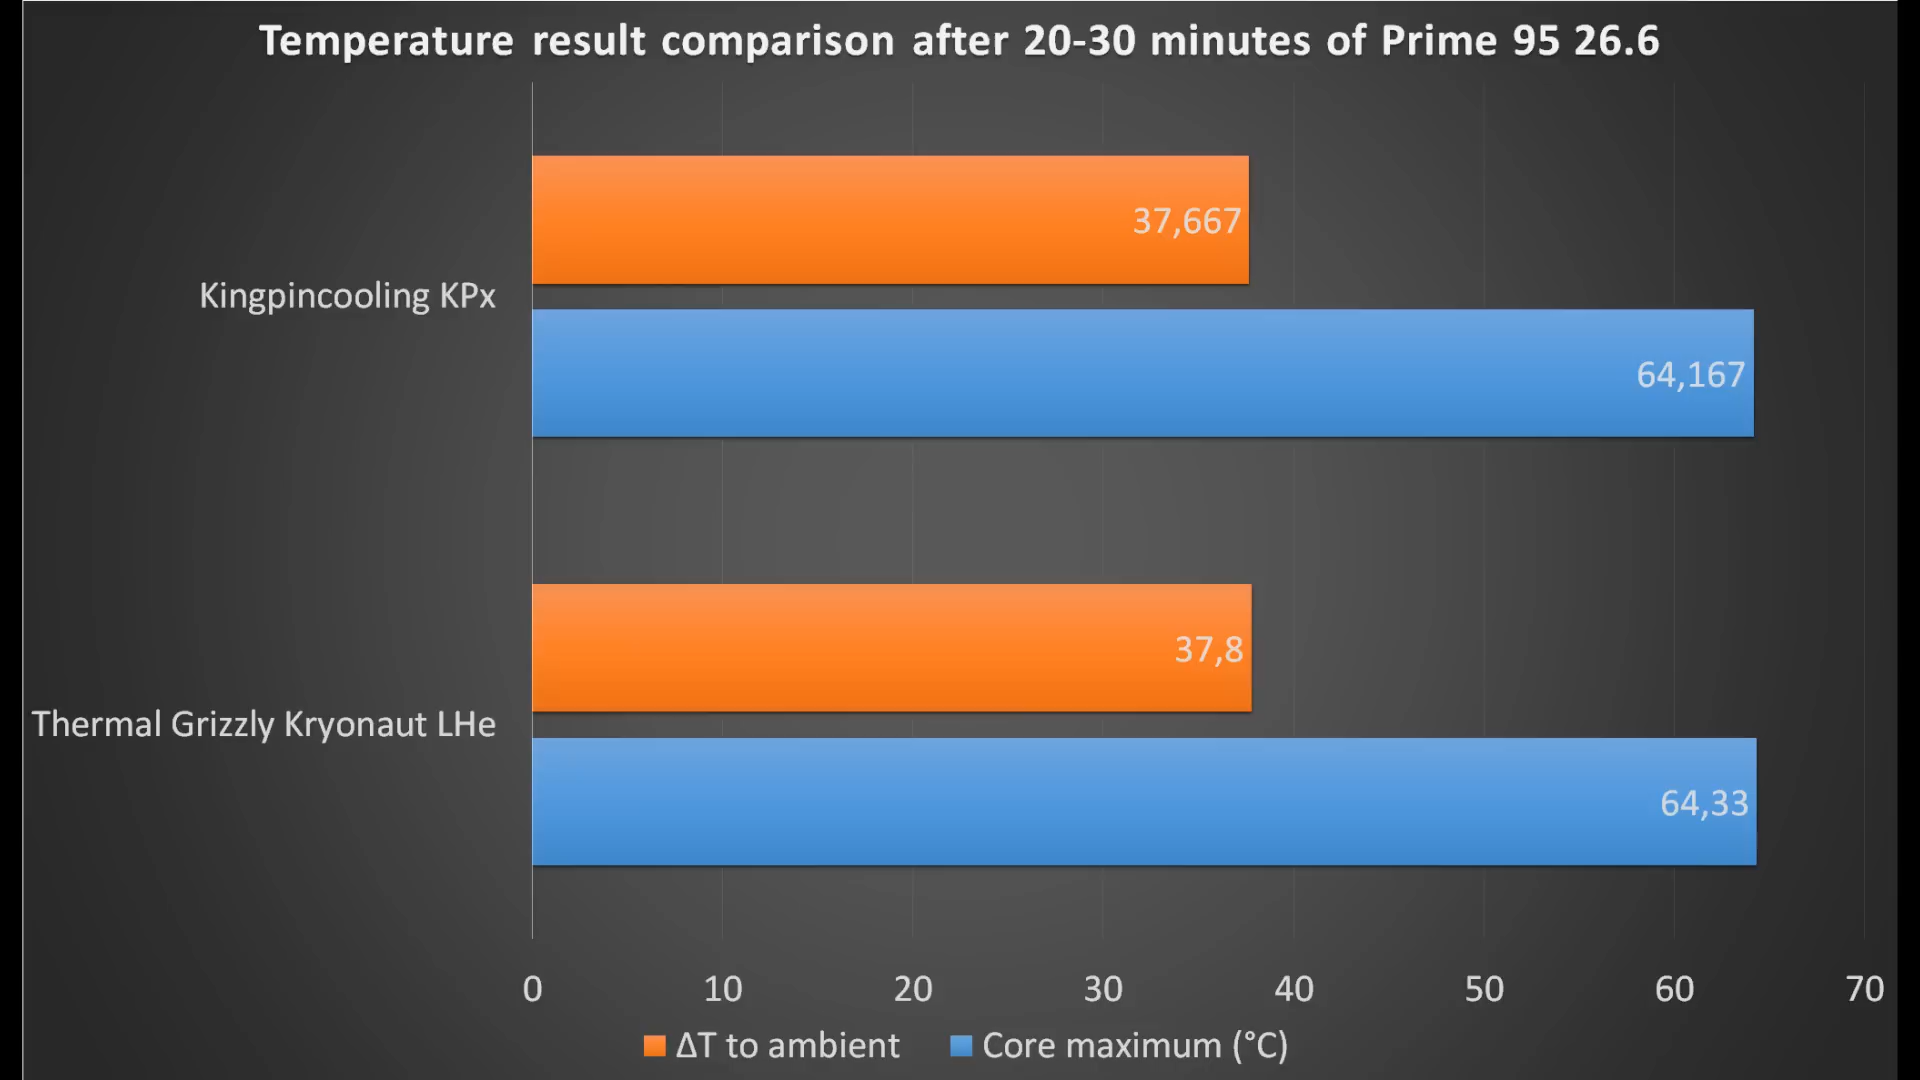 Temperature result comparison after 20-30 minutes of Prime 95 26.6
37,667
Kingpincooling KPx
64,167
37,8
Thermal Grizzly Kryonaut LHe
64,33
0 10 20 30 40 50 60 70
ΔT to ambient Core maximum (°C)